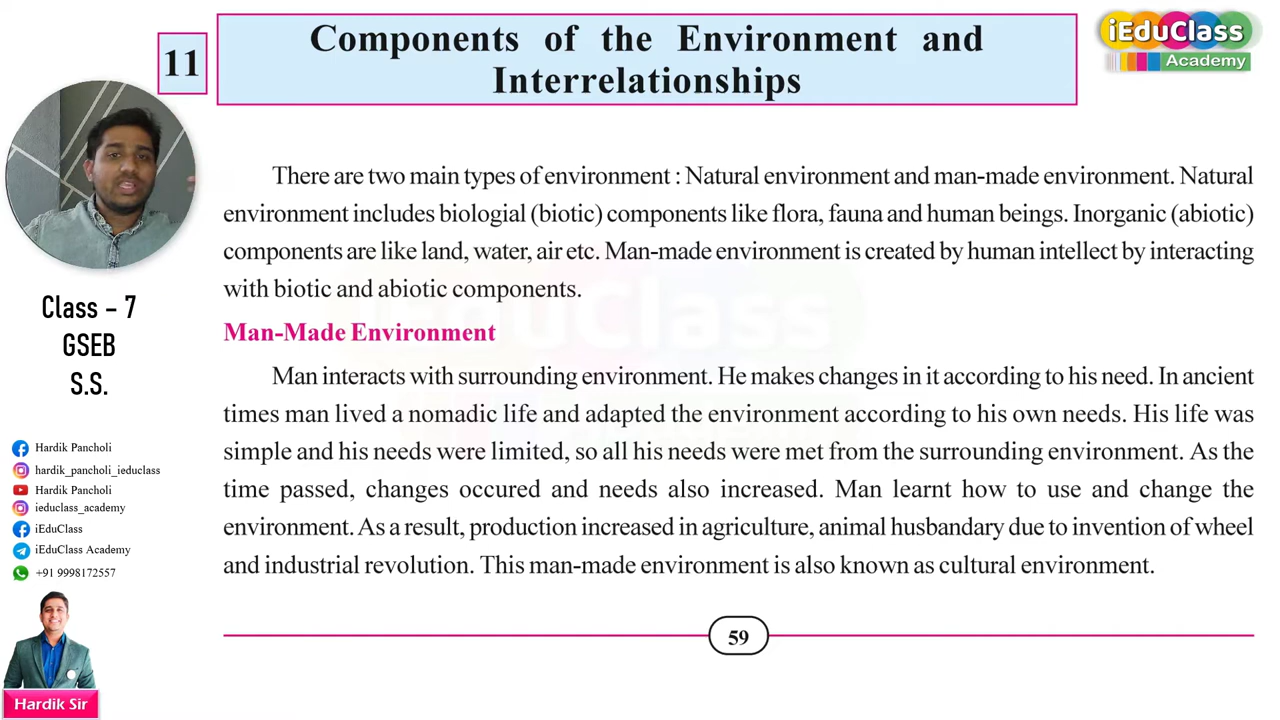 11
Components of the Environment and
Interrelationships
iEduClass
Academy
There are two main types of environment : Natural environment and man-made environment. Natural
environment includes biologial (biotic) components like flora, fauna and human beings. Inorganic (abiotic)
components are like land, water, air etc. Man-made environment is created by human intellect by interacting
with biotic and abiotic components.
Man-Made Environment
Man interacts with surrounding environment. He makes changes in it according to his need. In ancient
times man lived a nomadic life and adapted the environment according to his own needs. His life was
simple and his needs were limited, so all his needs were met from the surrounding environment. As the
time passed, changes occured and needs also increased. Man learnt how to use and change the
environment. As a result, production increased in agriculture, animal husbandary due to invention of wheel
and industrial revolution. This man-made environment is also known as cultural environment.
59
Class – 7
GSEB
S.S.
Hardik Pancholi
hardik_pancholi_ieduclass
Hardik Pancholi
ieduclass_academy
iEduClass
iEduClass Academy
+91 9998172557
Hardik Sir